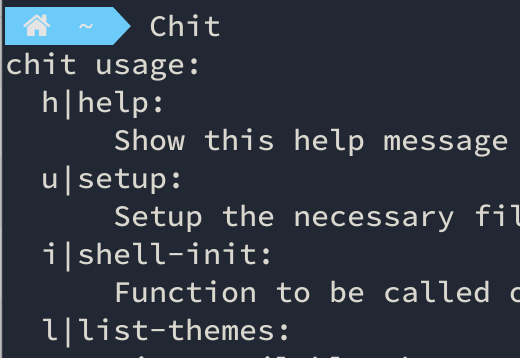 ~ Chit
chit usage:
h|help:
Show this help message
u|setup:
Setup the necessary fil
i|shell-init:
Function to be called
l|list-themes: